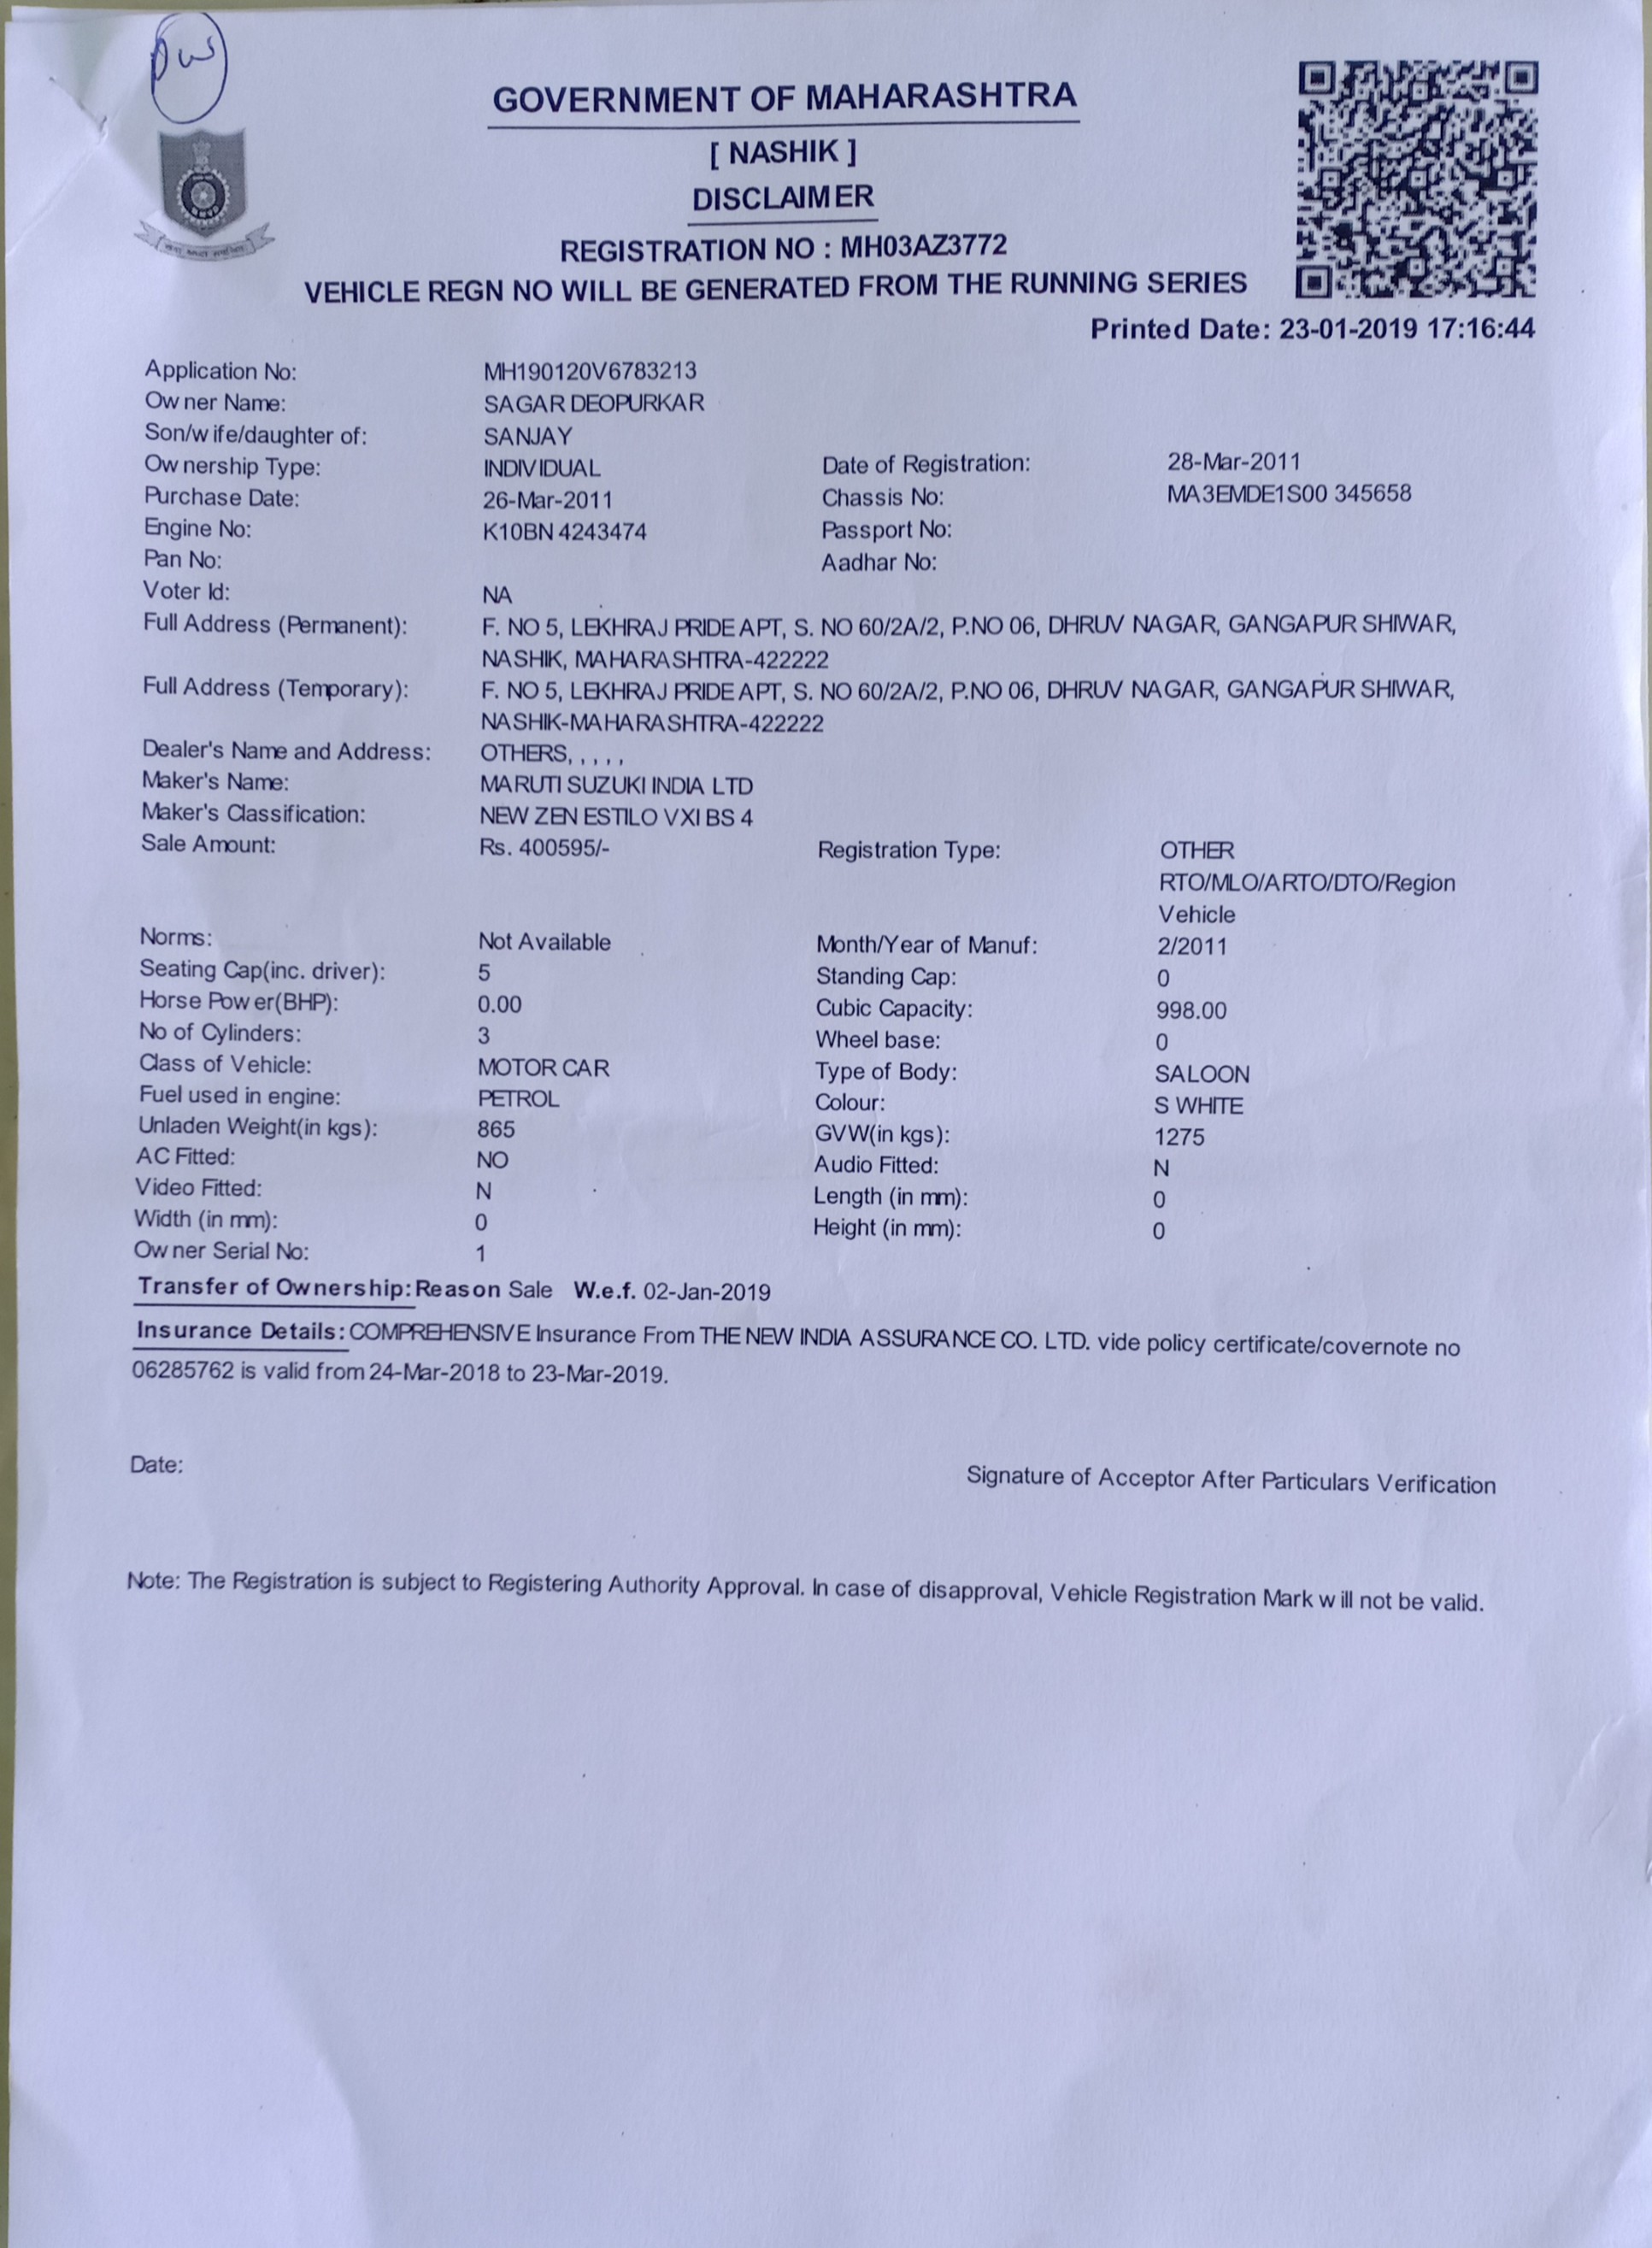 GOVERNMENT OF MAHARASHTRA
[ NASHIK ]
DISCLAIMER
REGISTRATION NO : MH03AZ3772
VEHICLE REGN NO WILL BE GENERATED FROM THE RUNNING SERIES
Printed Date: 23-01-2019 17:16:44
Application No: MH190120V6783213
Owner Name: SAGAR DEOPURKAR
Son/wife/daughter of: SANJAY
Ownership Type: INDIVIDUAL Date of Registration: 28-Mar-2011
Purchase Date: 26-Mar-2011 Chassis No: MA3EMDE1S00 345658
Engine No: K10BN 4243474 Passport No:
Pan No: Aadhar No:
Voter Id: NA
Full Address (Permanent): F. NO 5, LEKHRAJ PRIDE APT, S. NO 60/2A/2, P.NO 06, DHRUV NAGAR, GANGAPUR SHIWAR,
NASHIK, MAHARASHTRA-422222
Full Address (Temporary): F. NO 5, LEKHRAJ PRIDE APT, S. NO 60/2A/2, P.NO 06, DHRUV NAGAR, GANGAPUR SHIWAR,
NASHIK-MAHARASHTRA-422222
Dealer's Name and Address: OTHERS, , , , ,
Maker's Name: MARUTI SUZUKI INDIA LTD
Maker's Classification: NEW ZEN ESTILO VXI BS 4
Sale Amount: Rs. 400595/- Registration Type: OTHER
RTO/MLO/ARTO/DTO/Region
Vehicle
Norms: Not Available Month/Year of Manuf: 2/2011
Seating Cap(inc. driver): 5 Standing Cap: 0
Horse Power(BHP): 0.00 Cubic Capacity: 998.00
No of Cylinders: 3 Wheel base: 0
Class of Vehicle: MOTOR CAR Type of Body: SALOON
Fuel used in engine: PETROL Colour: S WHITE
Unladen Weight(in kgs): 865 GVW(in kgs): 1275
AC Fitted: NO Audio Fitted: N
Video Fitted: N Length (in mm): 0
Width (in mm): 0 Height (in mm): 0
Owner Serial No: 1
Transfer of Ownership: Reason Sale W.e.f. 02-Jan-2019
Insurance Details: COMPREHENSIVE Insurance From THE NEW INDIA ASSURANCE CO. LTD. vide policy certificate/covernote no
06285762 is valid from 24-Mar-2018 to 23-Mar-2019.
Date: Signature of Acceptor After Particulars Verification
Note: The Registration is subject to Registering Authority Approval. In case of disapproval, Vehicle Registration Mark will not be valid.